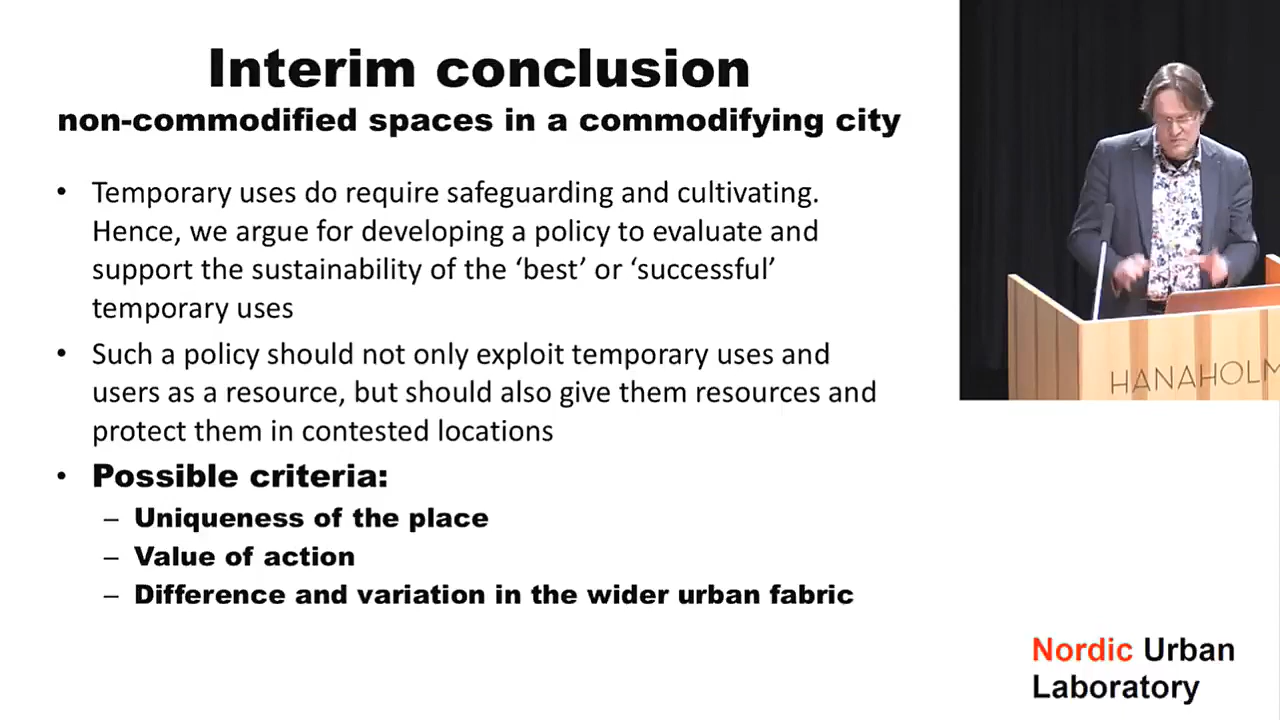 Interim conclusion
non-commodified spaces in a commodifying city
• Temporary uses do require safeguarding and cultivating.
Hence, we argue for developing a policy to evaluate and
support the sustainability of the ‘best’ or ‘successful’
temporary uses
• Such a policy should not only exploit temporary uses and
users as a resource, but should also give them resources and
protect them in contested locations
• Possible criteria:
– Uniqueness of the place
– Value of action
– Difference and variation in the wider urban fabric
HANAHOLM
Nordic Urban
Laboratory